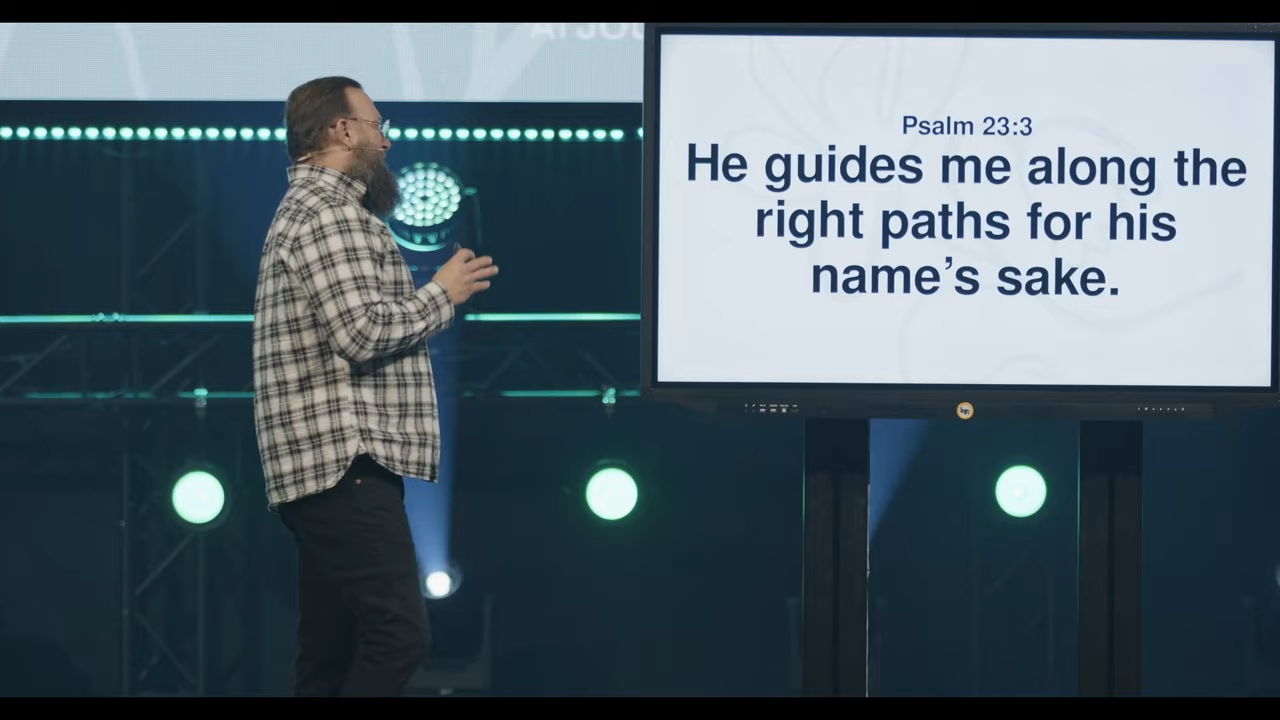 Psalm 23:3
He guides me along the
right paths for his
name's sake.